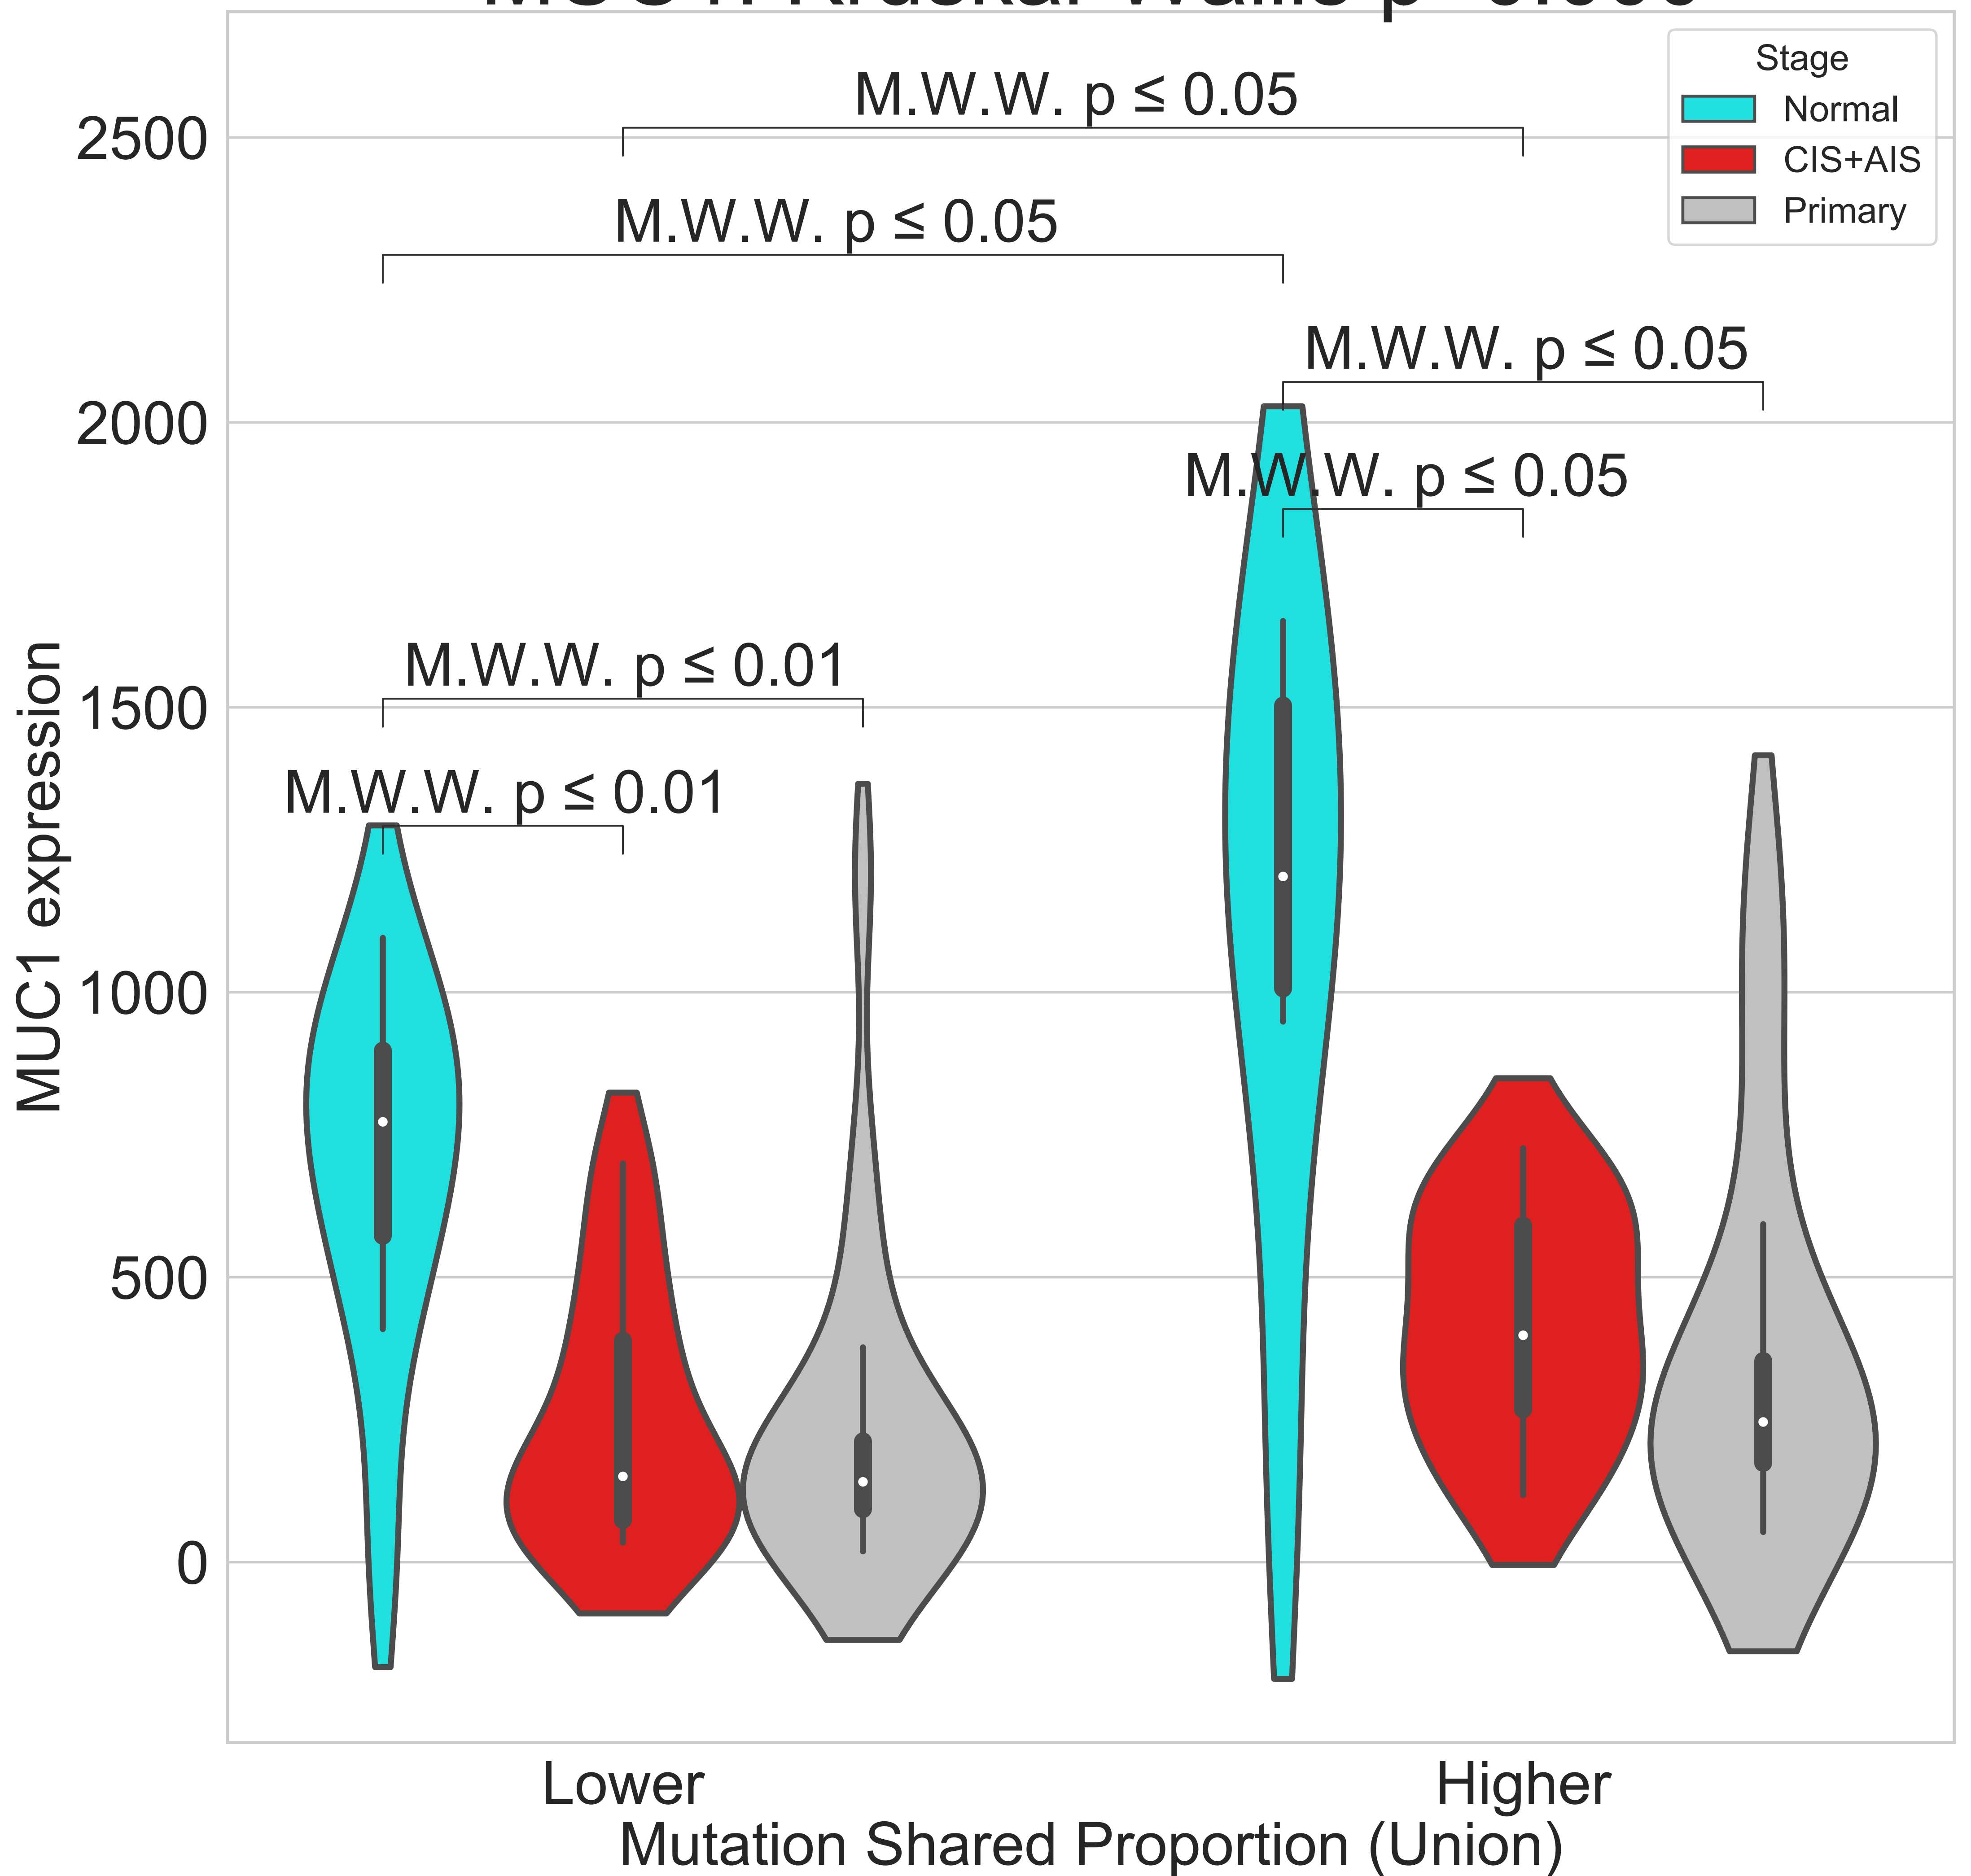 Stage
Normal
CIS+AIS
Primary
M.W.W. p ≤ 0.05
M.W.W. p ≤ 0.05
M.W.W. p ≤ 0.05
M.W.W. p ≤ 0.05
M.W.W. p ≤ 0.01
M.W.W. p ≤ 0.01
2500
2000
1500
1000
500
0
MUC1 expression
Lower
Higher
Mutation Shared Proportion (Union)